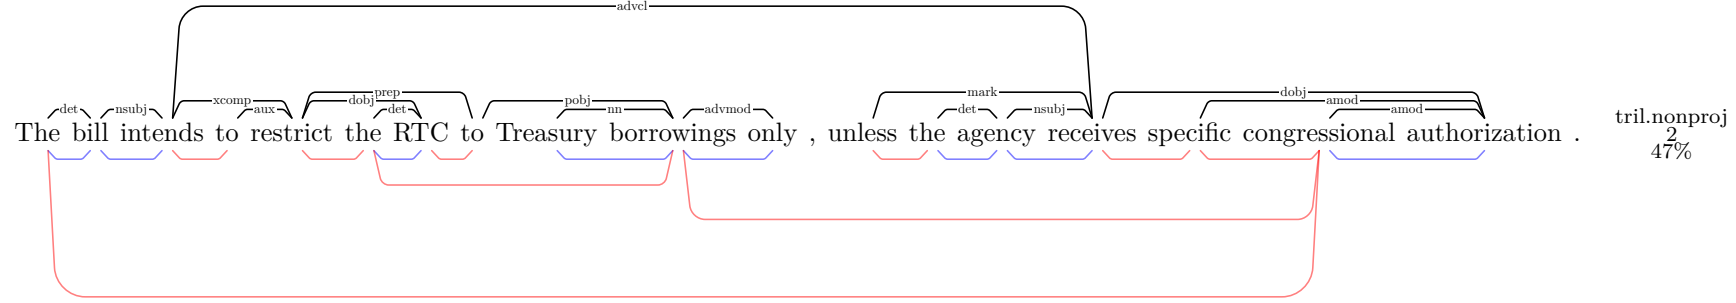 advcl
prep
xcomp dobj pobj mark dobj
amod
det nsubj aux det nn advmod det nsubj amod
The bill intends to restrict the RTC to Treasury borrowings only , unless the agency receives specific congressional authorization .
tril.nonproj
2
47%